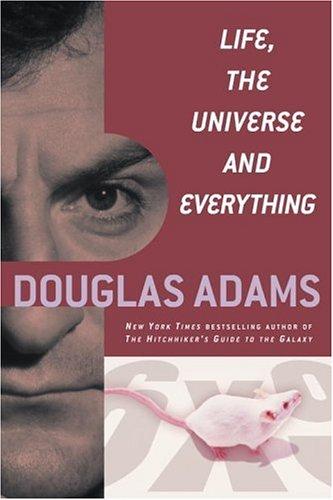 LIFE,
THE
UNIVERSE
AND
EVERYTHING
DOUGLAS ADAMS
NEW YORK TIMES BESTSELLING AUTHOR OF
THE HITCHHIKER'S GUIDE TO THE GALAXY
6X9